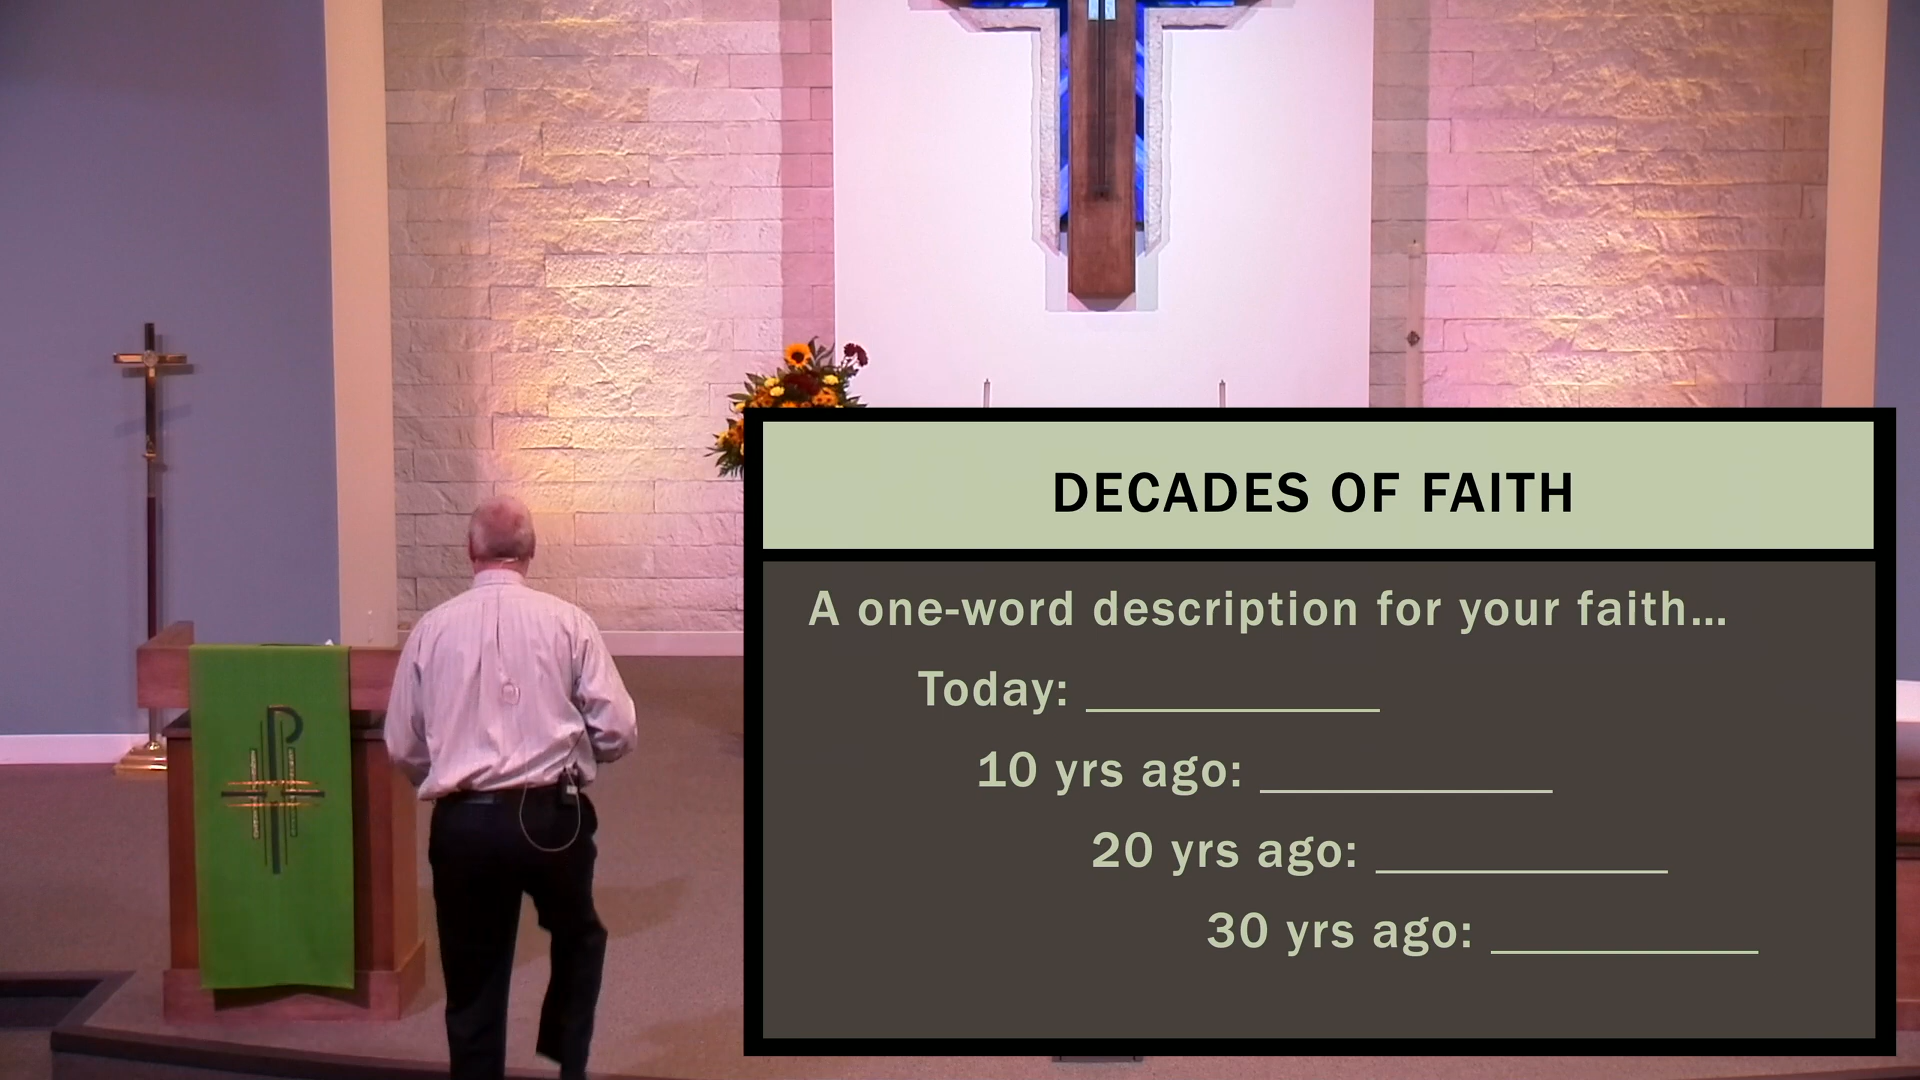 DECADES OF FAITH
A one-word description for your faith...
Today: ___________
10 yrs ago: ___________
20 yrs ago: ___________
30 yrs ago: __________